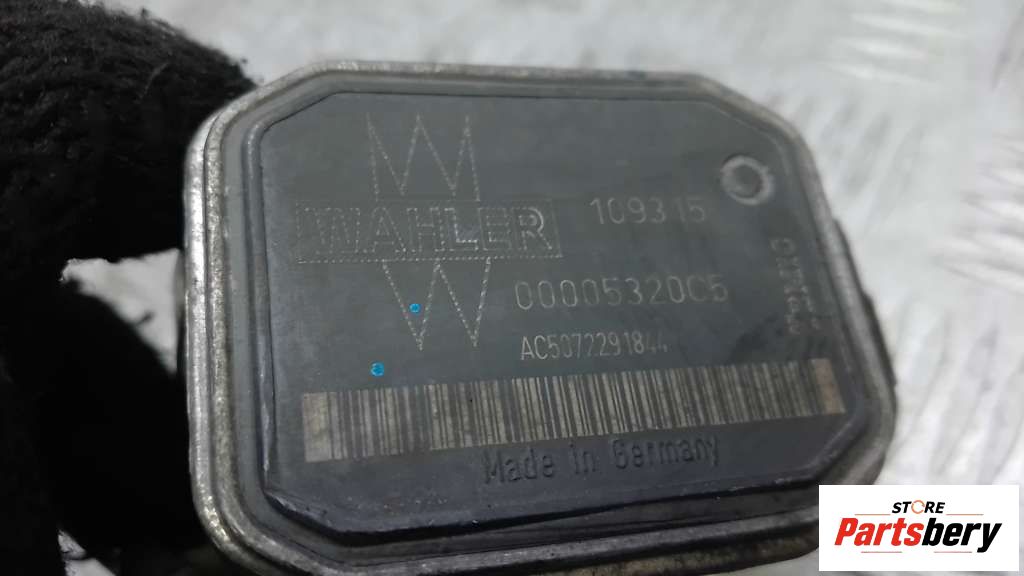 WAHLER
109315
00005320C5
AC5072291844
Made in Germany
STORE
Partsbery